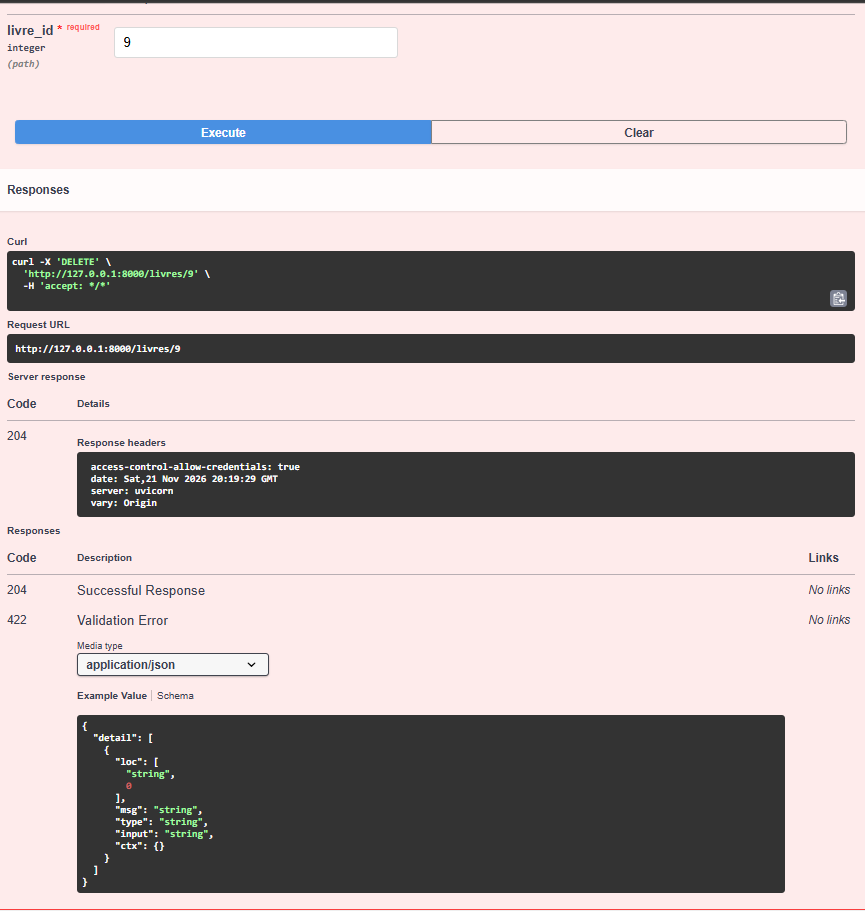 livre_id * required
integer
(path)
9
Execute
Clear
Responses
Curl
curl -X 'DELETE' \
  'http://127.0.0.1:8000/livres/9' \
  -H 'accept: */*'
Request URL
http://127.0.0.1:8000/livres/9
Server response
Code Details
204
Response headers
access-control-allow-credentials: true
date: Sat,21 Nov 2026 20:19:29 GMT
server: uvicorn
vary: Origin
Responses
Code Description Links
204 Successful Response No links
422 Validation Error No links
Media type
application/json
Example Value Schema
{
  "detail": [
    {
      "loc": [
        "string",
        0
      ],
      "msg": "string",
      "type": "string",
      "input": "string",
      "ctx": {}
    }
  ]
}